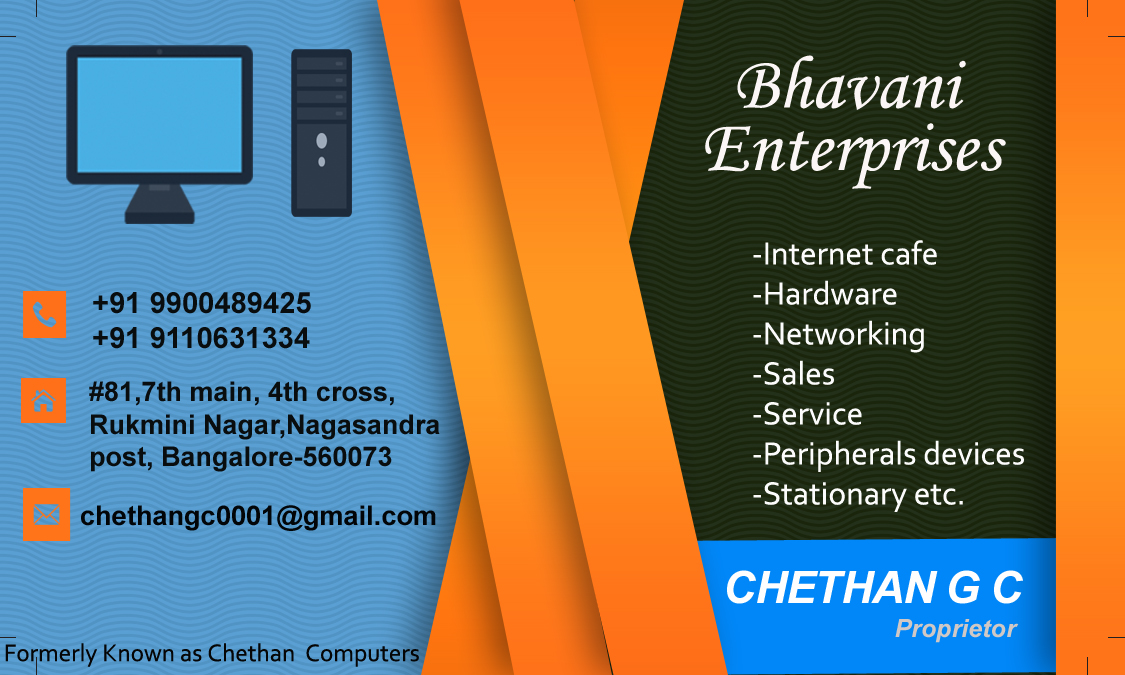 +91 9900489425
+91 9110631334
#81,7th main, 4th cross,
Rukmini Nagar,Nagasandra
post, Bangalore-560073
chethangc0001@gmail.com
Formerly Known as Chethan  Computers
Bhavani
Enterprises
-Internet cafe
-Hardware
-Networking
-Sales
-Service
-Peripherals devices
-Stationary etc.
CHETHAN G C
Proprietor